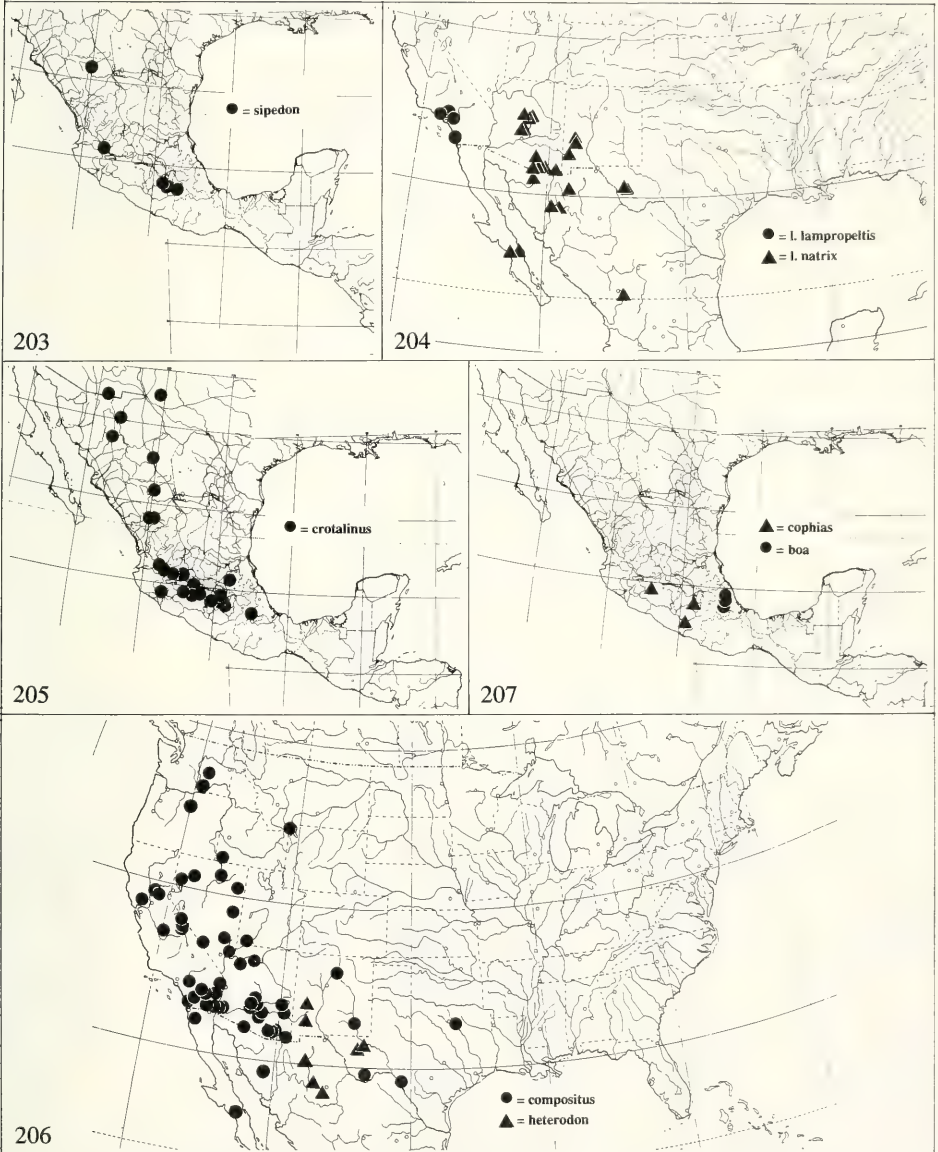 ● = sipedon
203
● = l. lampropeltis
▲ = l. natrix
204
● = crotalinus
205
▲ = cophias
● = boa
207
● = compositus
▲ = heterodon
206